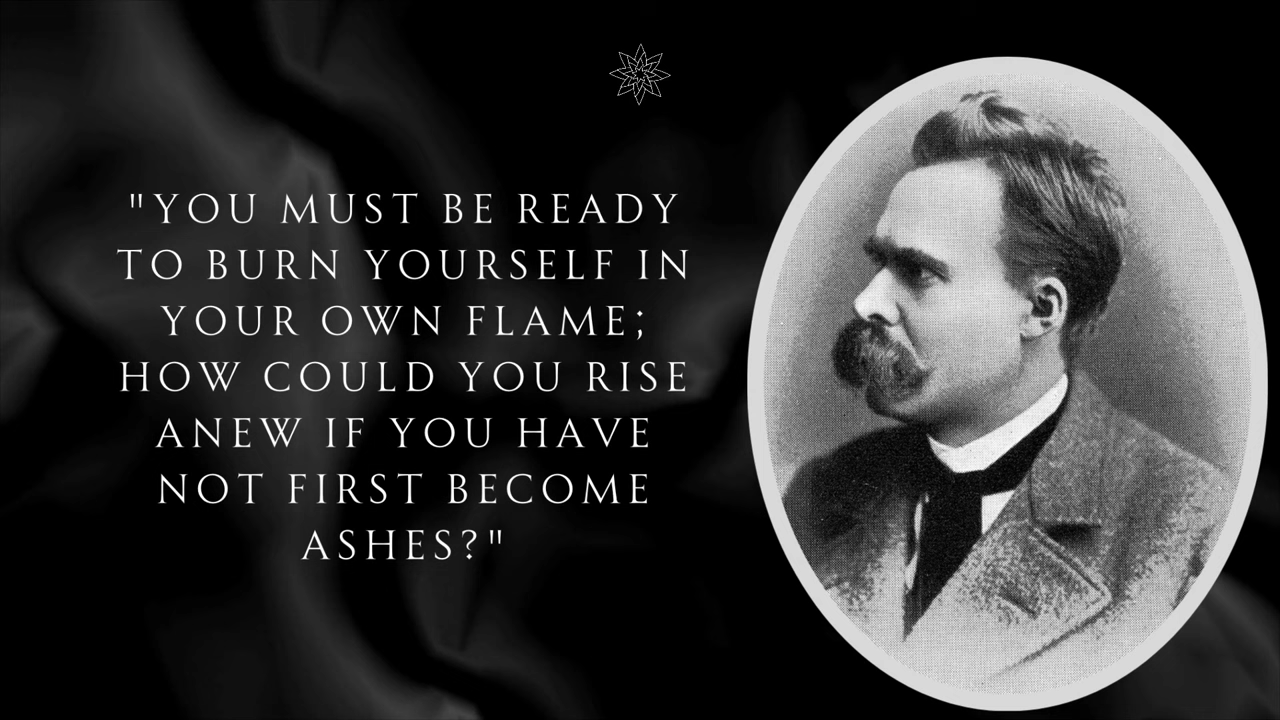 "YOU MUST BE READY
TO BURN YOURSELF IN
YOUR OWN FLAME;
HOW COULD YOU RISE
ANEW IF YOU HAVE
NOT FIRST BECOME
ASHES?"